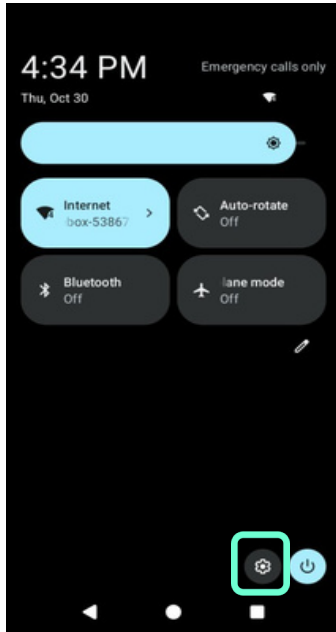 4:34 PM
Emergency calls only
Thu, Oct 30
Internet
box-53867
Auto-rotate
Off
Bluetooth
Off
lane mode
Off